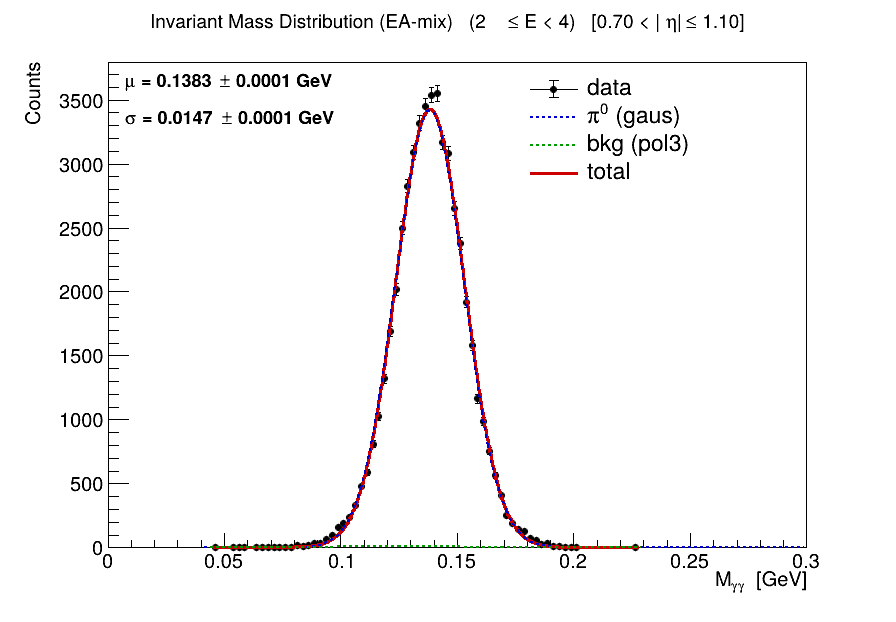 Invariant Mass Distribution (EA-mix) (2 ≤ E < 4) [0.70 < | η| ≤ 1.10]
Counts
μ = 0.1383 ± 0.0001 GeV
σ = 0.0147 ± 0.0001 GeV
data
π⁰ (gaus)
bkg (pol3)
total
3500
3000
2500
2000
1500
1000
500
0
0 0.05 0.1 0.15 0.2 0.25 0.3
Mγγ [GeV]